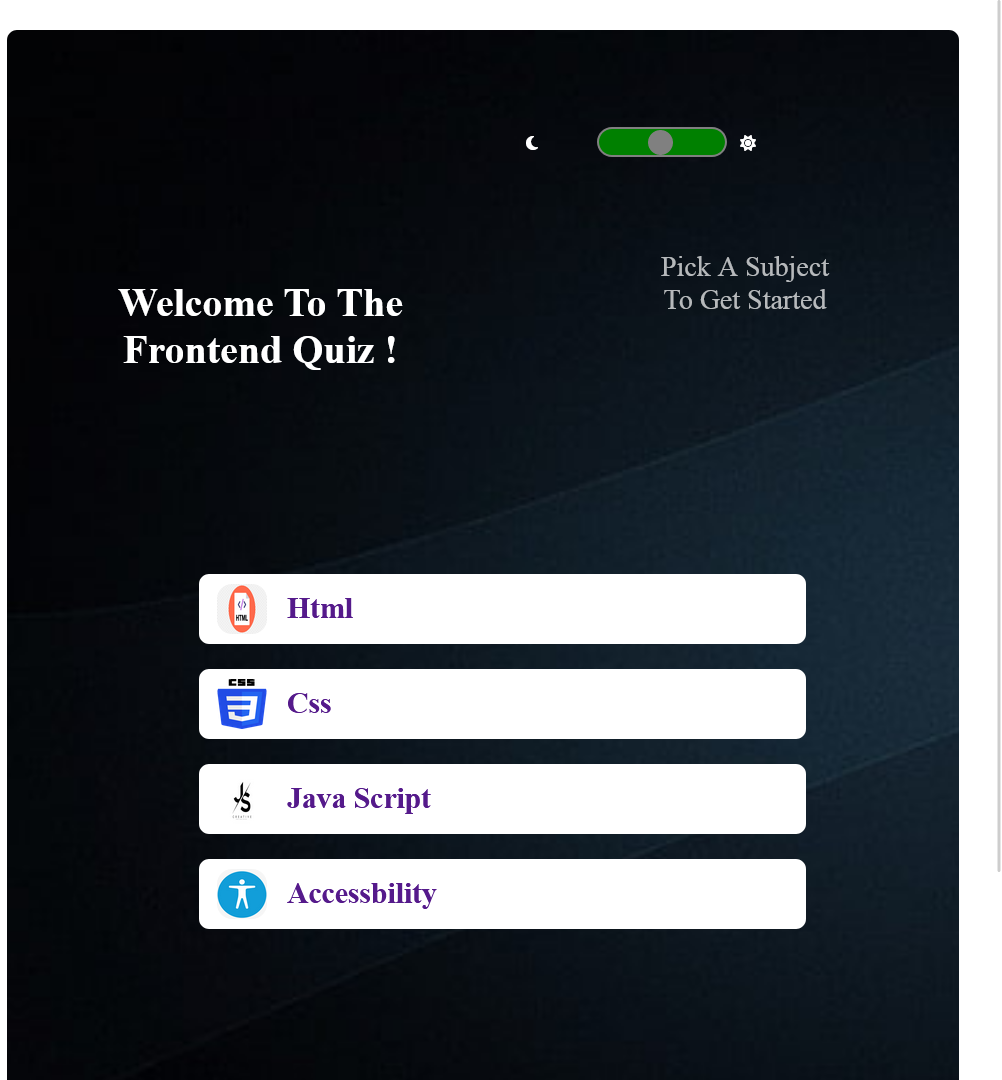 Pick A Subject
To Get Started
Welcome To The
Frontend Quiz !
HTML
Html
CSS
Css
JS
Java Script
Accessbility